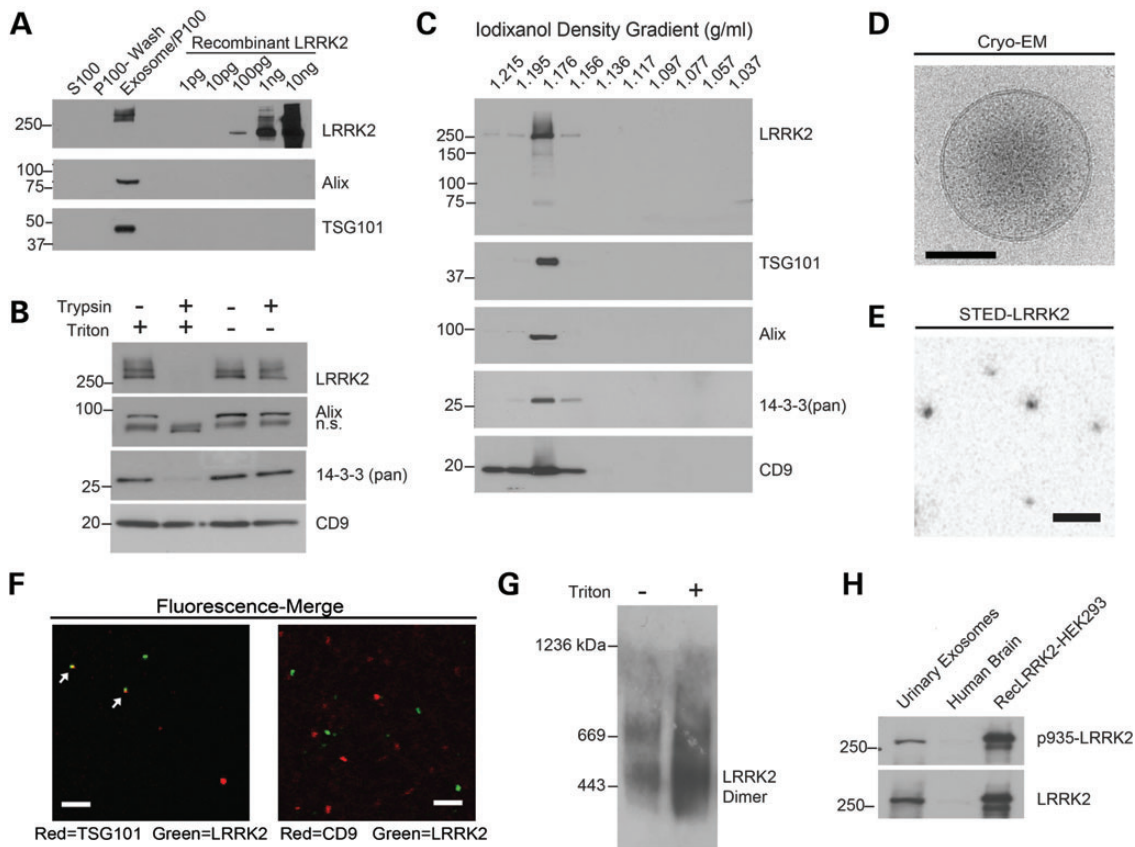 A
S100
P100- Wash
Exosome/P100
Recombinant LRRK2
1pg
10pg
100pg
1ng
10ng
250
LRRK2
100
75
Alix
50
37
TSG101
B
Trypsin - + - +
Triton + + - -
250
LRRK2
100
Alix
n.s.
25
14-3-3 (pan)
20
CD9
C
Iodixanol Density Gradient (g/ml)
1.215
1.195
1.176
1.156
1.136
1.117
1.097
1.077
1.057
1.037
250
LRRK2
150
100
75
37
TSG101
100
Alix
25
14-3-3(pan)
20
CD9
D
Cryo-EM
E
STED-LRRK2
F
Fluorescence-Merge
Red=TSG101 Green=LRRK2
Red=CD9 Green=LRRK2
G
Triton - +
1236 kDa
669
443
LRRK2
Dimer
H
Urinary Exosomes
Human Brain
RecLRRK2-HEK293
250
p935-LRRK2
250
LRRK2